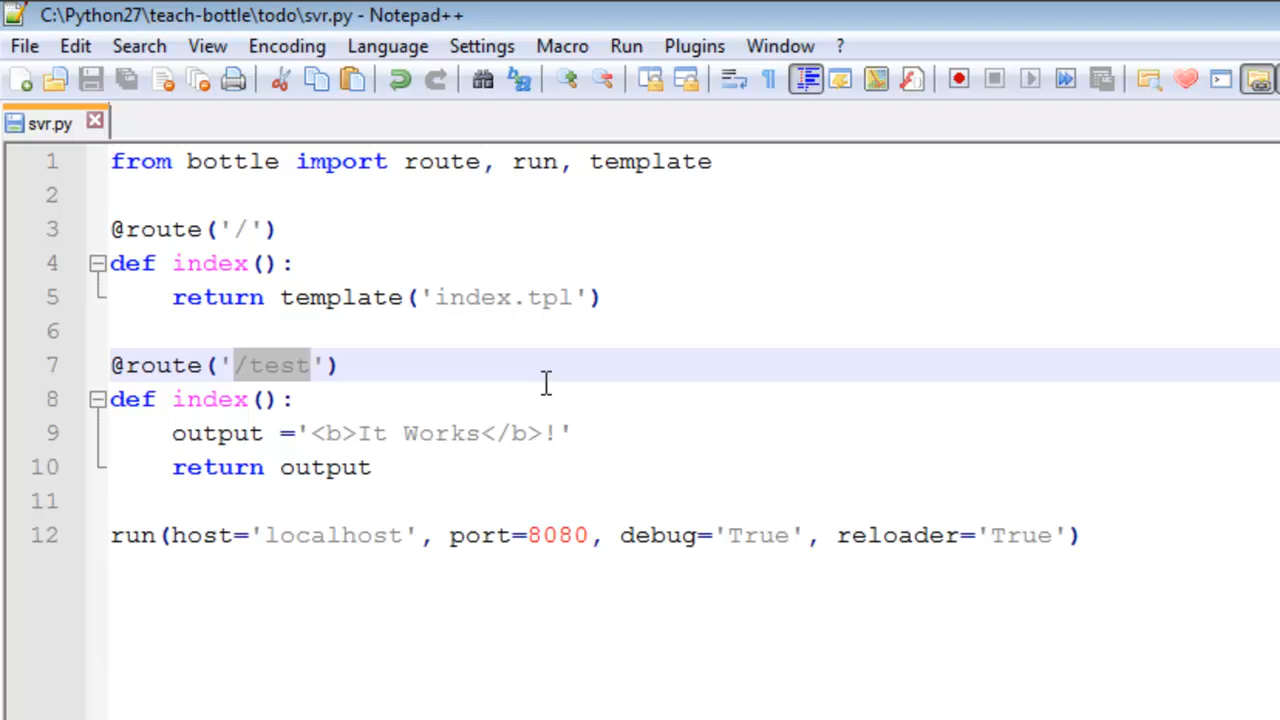 C:\Python27\teach-bottle\todo\svr.py - Notepad++
File Edit Search View Encoding Language Settings Macro Run Plugins Window ?
svr.py
1 from bottle import route, run, template
2
3 @route('/')
4 def index():
5 return template('index.tpl')
6
7 @route('/test')
8 def index():
9 output ='<b>It Works</b>!'
10 return output
11
12 run(host='localhost', port=8080, debug='True', reloader='True')